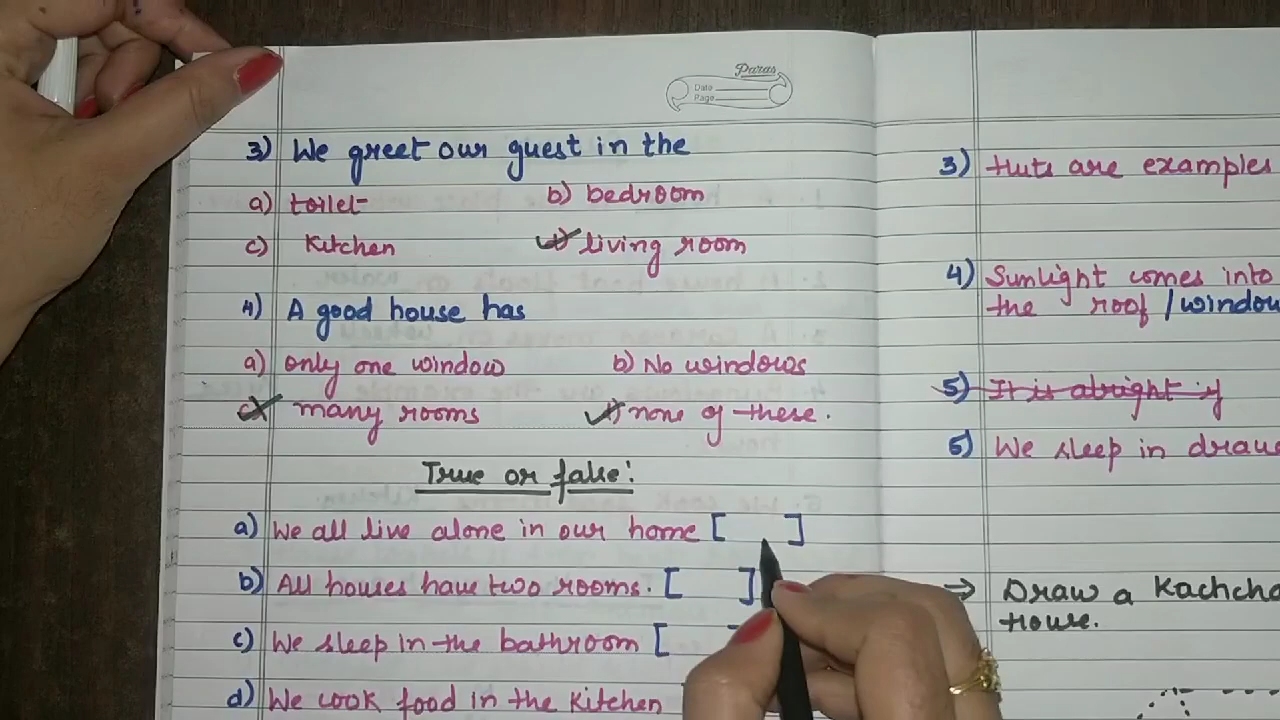 Paras
Date
Page
3) We greet our guest in the
a) toilet
b) bedroom
c) Kitchen
d) living room
4) A good house has
a) only one window
b) No windows
c) many rooms
d) none of these.
True or false:
a) We all live alone in our home [ ]
b) All houses have two rooms. [ ]
c) We sleep in the bathroom [
d) We cook food in the Kitchen
3) Huts are examples
4) Sunlight comes into
the roof / window
5) It is alright if
5) We sleep in
→ Draw a Kachcha
House.